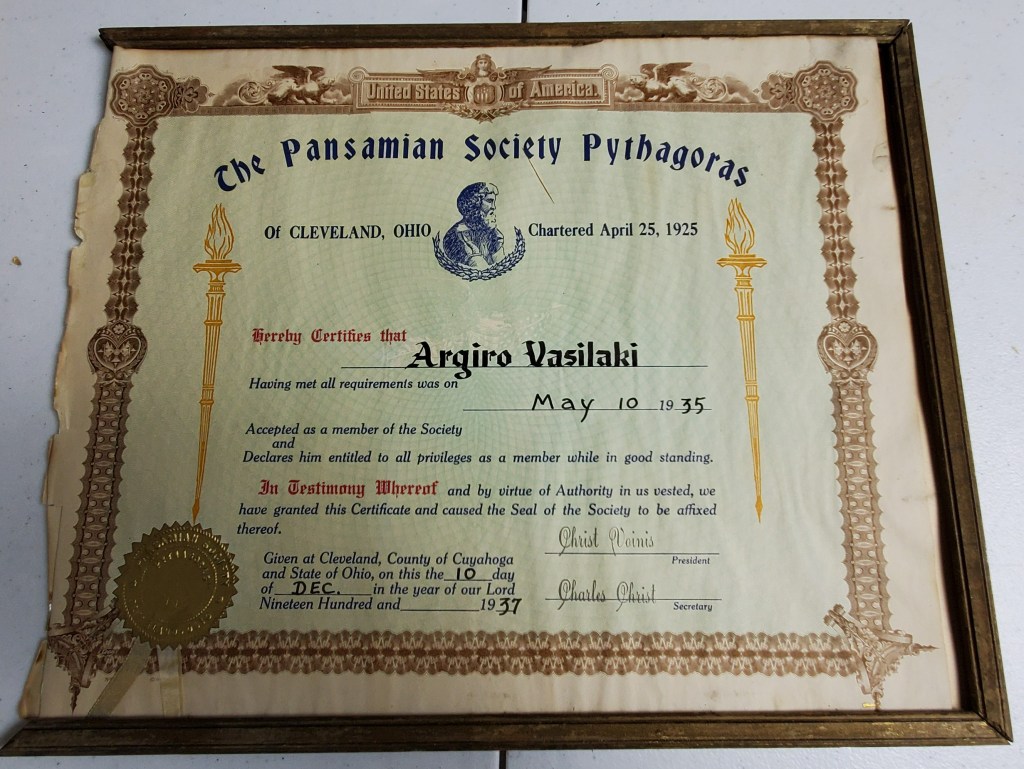 United States of America.
The Pansamian Society Pythagoras
Of CLEVELAND, OHIO Chartered April 25, 1925
Hereby Certifies that
Argiro Vasilaki
Having met all requirements was on
May 10 1935
Accepted as a member of the Society
and
Declares him entitled to all privileges as a member while in good standing.
In Testimony Whereof and by virtue of Authority in us vested, we
have granted this Certificate and caused the Seal of the Society to be affixed
thereof.
Christ Voinis
President
Given at Cleveland, County of Cuyahoga
and State of Ohio, on this the 10 day
of DEC. in the year of our Lord
Nineteen Hundred and 1937
Charles Christ
Secretary